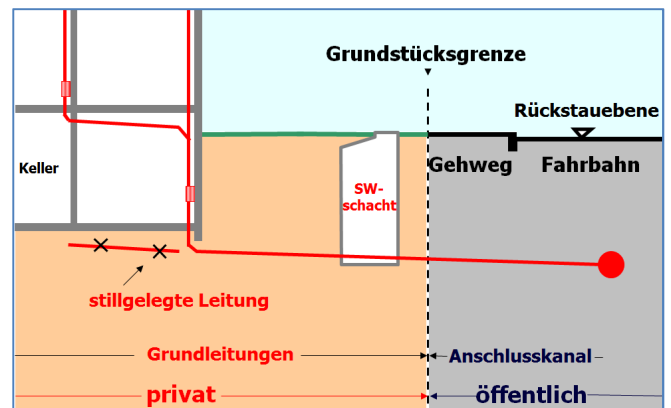 Grundstücksgrenze
Rückstauebene
Gehweg
Fahrbahn
Keller
SW-
schacht
stillgelegte Leitung
Grundleitungen
Anschlusskanal
privat
öffentlich